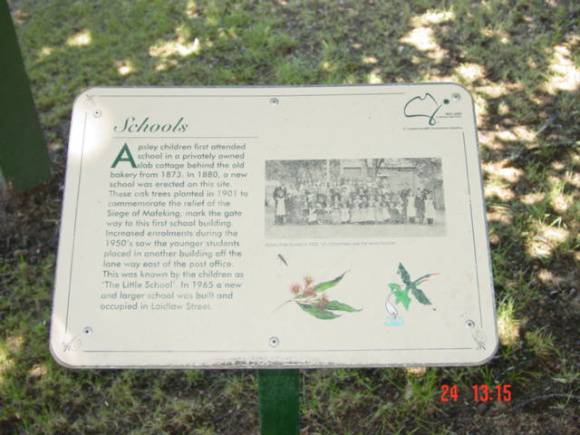 Schools
Apsley children first attended
school in a privately owned
slab cottage behind the old
bakery from 1873. In 1880, a new
school was erected on this site.
These oak trees planted in 1901 to
commemorate the relief of the
Siege of Mafeking, mark the gate
way to this first school building.
Increased enrolments during the
1950's saw the younger students
placed in another building off the
lane way east of the post office.
This was known by the children as
'The Little School'. In 1965 a new
and larger school was built and
occupied in Laidlaw Street.
24 13:15